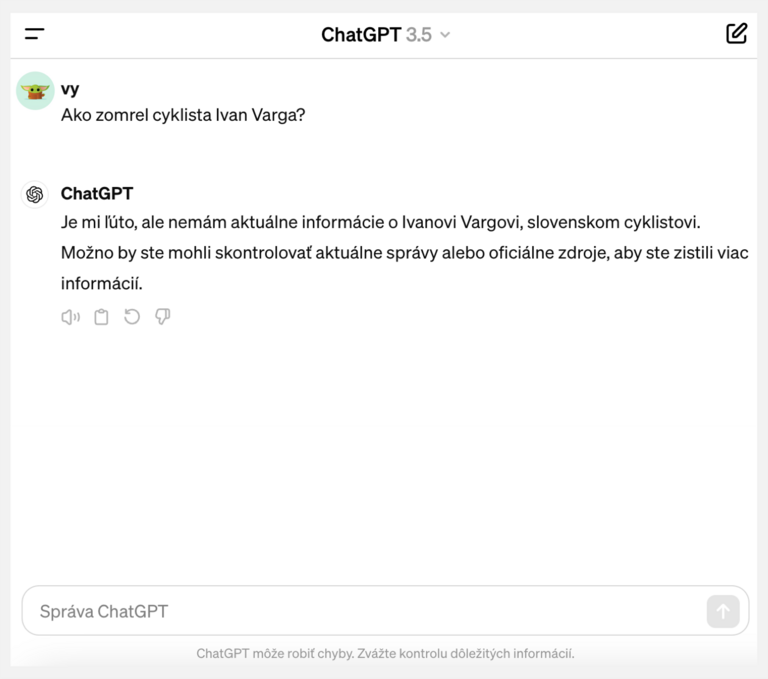 ChatGPT 3.5
vy
Ako zomrel cyklista Ivan Varga?
ChatGPT
Je mi ľúto, ale nemám aktuálne informácie o Ivanovi Vargovi, slovenskom cyklistovi.
Možno by ste mohli skontrolovať aktuálne správy alebo oficiálne zdroje, aby ste zistili viac
informácií.
Správa ChatGPT
ChatGPT môže robiť chyby. Zvážte kontrolu dôležitých informácií.